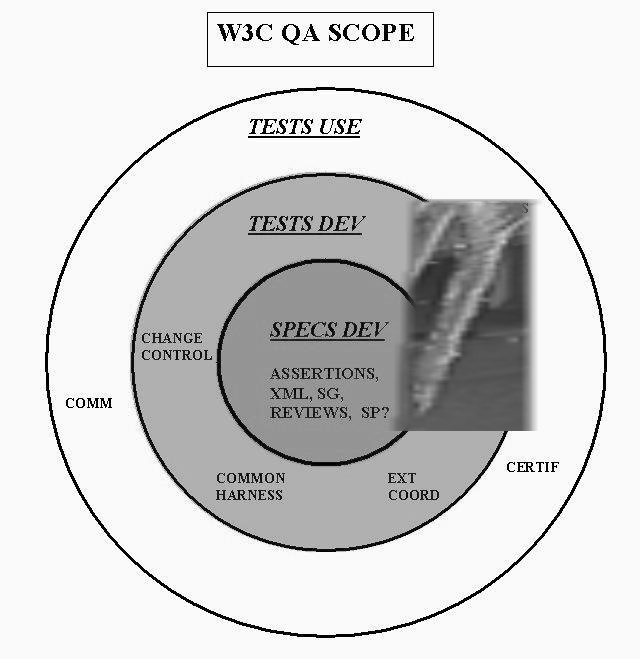 W3C QA SCOPE
TESTS USE
TESTS DEV
SPECS DEV
CHANGE
CONTROL
ASSERTIONS,
XML, SG,
REVIEWS, SP?
COMM
COMMON
HARNESS
EXT
COORD
CERTIF